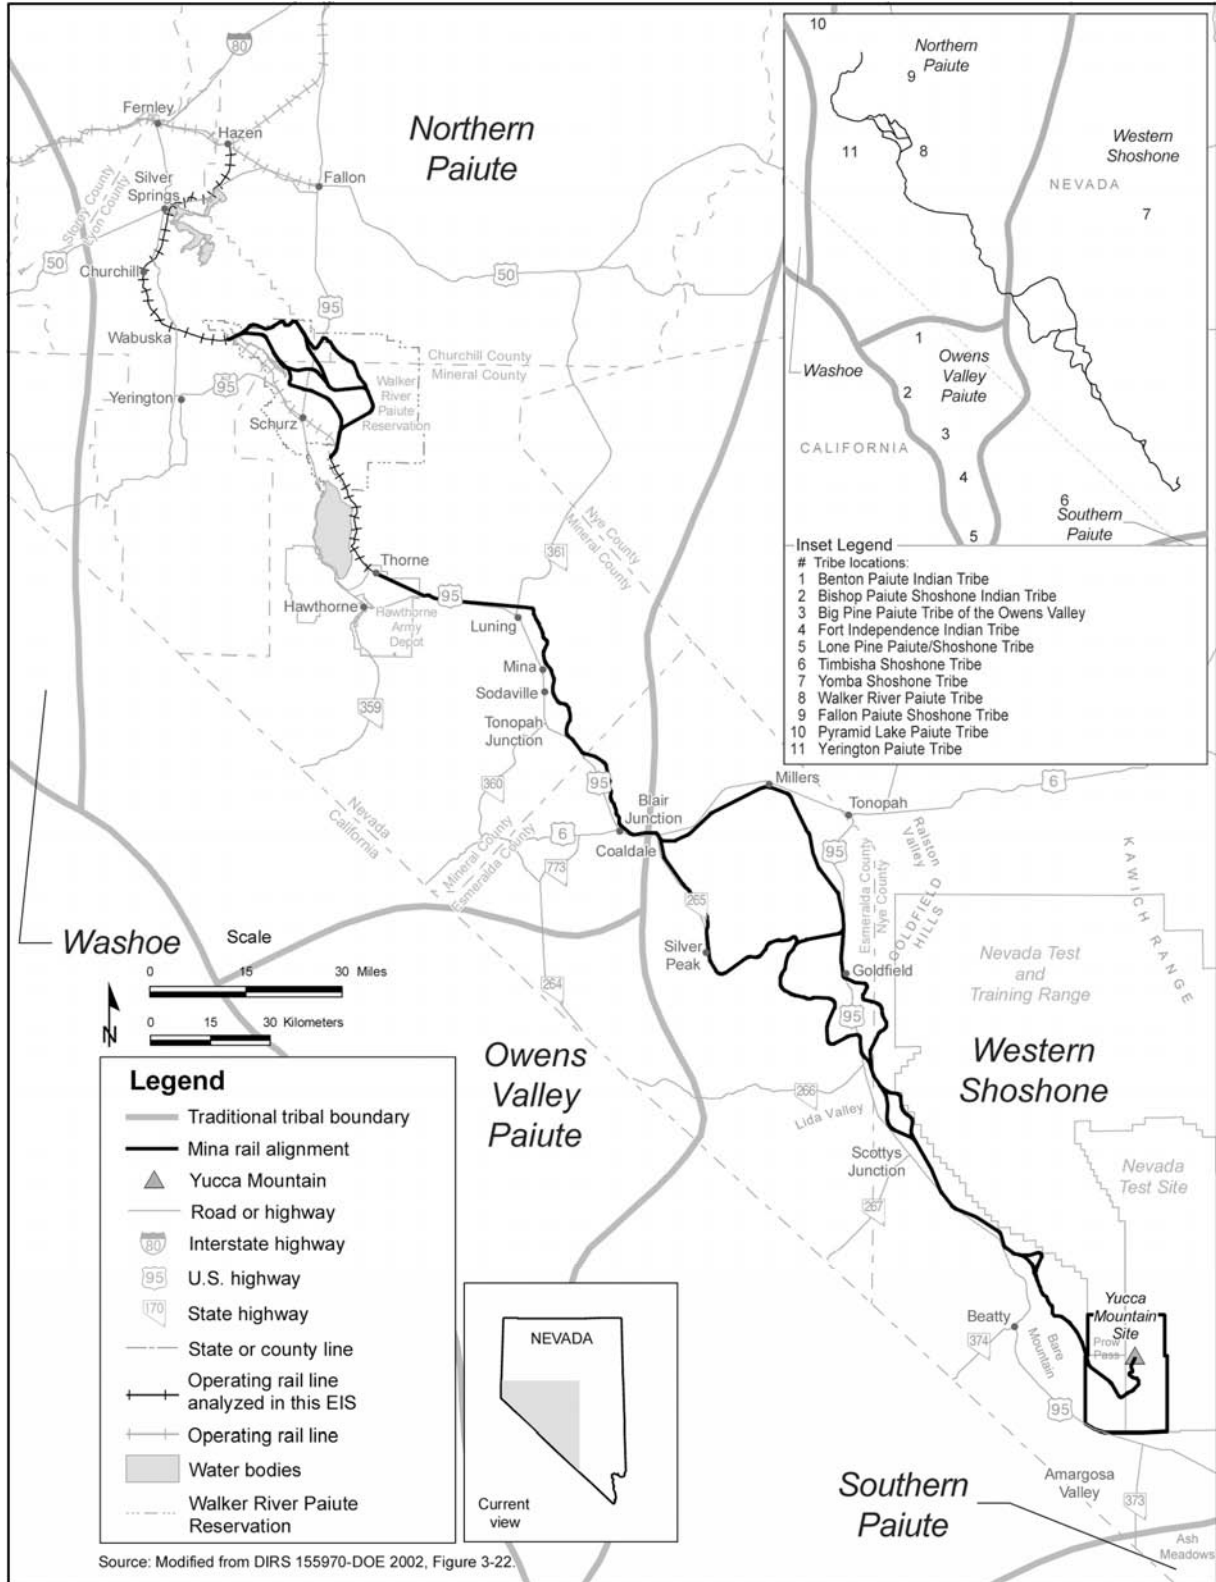 80
Fernley
Hazen
Silver
Springs
Fallon
Storey County
Lyon County
50
Churchill
50
95
Wabuska
Churchill County
Mineral County
95
Yerington
Walker
River
Paiute
Reservation
Schurz
Northern
Paiute
Nye County
Mineral County
361
Thorne
95
Hawthorne
Hawthorne
Army
Depot
Luning
Mina
Sodaville
359
Tonopah
Junction
360
95
Nevada
California
Blair
Junction
Millers
6
Tonopah
6
Coaldale
Mineral County
Esmeralda County
773
95
Ralston
Valley
Esmeralda County
Nye County
GOLDFIELD
HILLS
KAWICH RANGE
265
Silver
Peak
Goldfield
264
95
Nevada Test
and
Training Range
Washoe
Owens
Valley
Paiute
Western
Shoshone
266
Lida Valley
Scottys
Junction
267
Nevada
Test Site
Yucca
Mountain
Site
Prow
Pass
Beatty
374
Bare
Mountain
95
Amargosa
Valley
373
Ash
Meadows
Southern
Paiute
Scale
0 15 30 Miles
0 15 30 Kilometers
N
Legend
Traditional tribal boundary
Mina rail alignment
Yucca Mountain
Road or highway
80 Interstate highway
95 U.S. highway
170 State highway
State or county line
Operating rail line
analyzed in this EIS
Operating rail line
Water bodies
Walker River Paiute
Reservation
NEVADA
Current
view
Source: Modified from DIRS 155970-DOE 2002, Figure 3-22.
10
Northern
Paiute
9
Western
Shoshone
11
8
NEVADA
7
1
Washoe
Owens
Valley
Paiute
2
3
CALIFORNIA
4
6
Southern
Paiute
5
Inset Legend
# Tribe locations:
1 Benton Paiute Indian Tribe
2 Bishop Paiute Shoshone Indian Tribe
3 Big Pine Paiute Tribe of the Owens Valley
4 Fort Independence Indian Tribe
5 Lone Pine Paiute/Shoshone Tribe
6 Timbisha Shoshone Tribe
7 Yomba Shoshone Tribe
8 Walker River Paiute Tribe
9 Fallon Paiute Shoshone Tribe
10 Pyramid Lake Paiute Tribe
11 Yerington Paiute Tribe